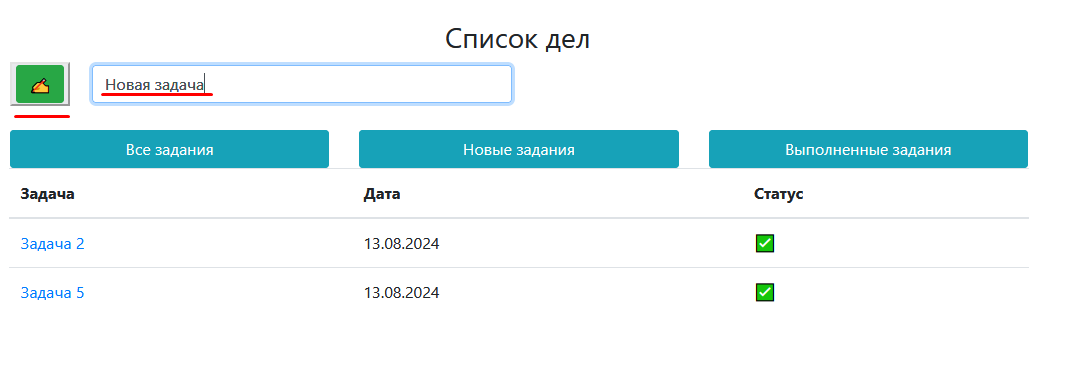 Список дел
Новая задача
Все задания Новые задания Выполненные задания
Задача Дата Статус
Задача 2 13.08.2024
Задача 5 13.08.2024